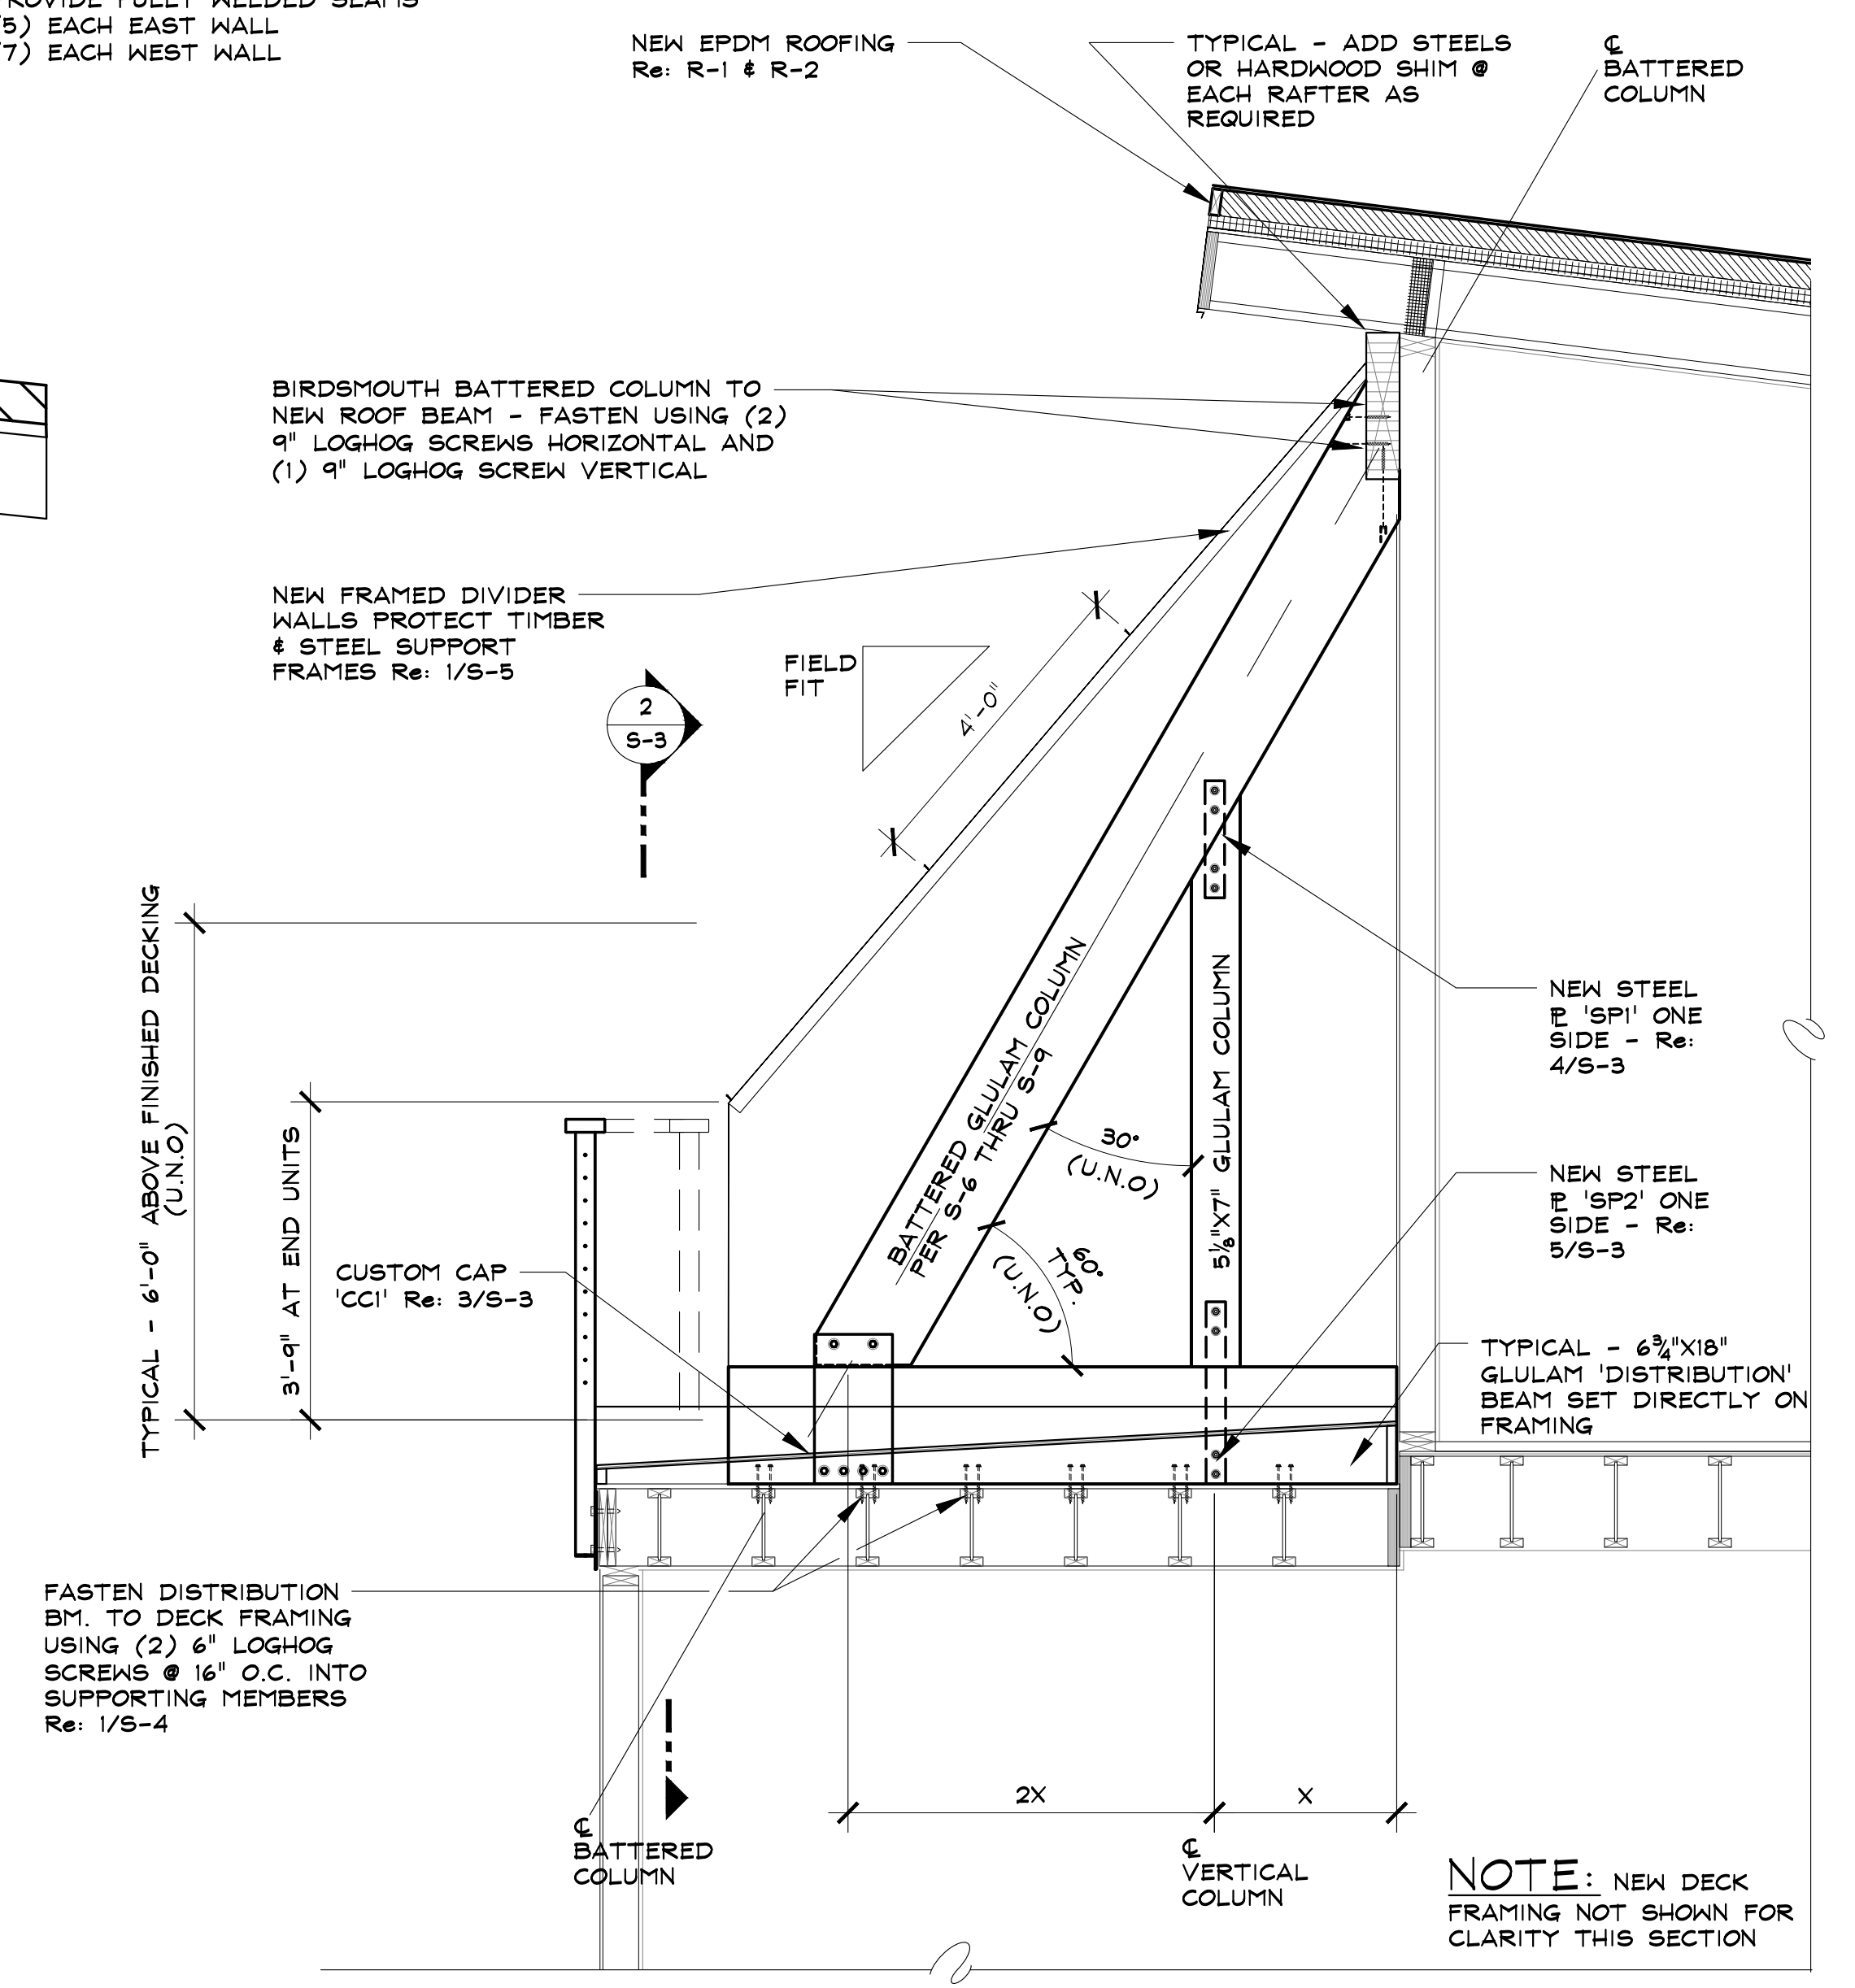 ROVIDE FULLY WELDED SEAMS
5) EACH EAST WALL
7) EACH WEST WALL
NEW EPDM ROOFING
Re: R-1 & R-2
TYPICAL - ADD STEELS
OR HARDWOOD SHIM @
EACH RAFTER AS
REQUIRED
℄
BATTERED
COLUMN
BIRDSMOUTH BATTERED COLUMN TO
NEW ROOF BEAM - FASTEN USING (2)
9" LOGHOG SCREWS HORIZONTAL AND
(1) 9" LOGHOG SCREW VERTICAL
NEW FRAMED DIVIDER
WALLS PROTECT TIMBER
& STEEL SUPPORT
FRAMES Re: 1/S-5
2
S-3
FIELD
FIT
4'-0"
TYPICAL - 6'-0" ABOVE FINISHED DECKING
(U.N.O)
3'-9" AT END UNITS
CUSTOM CAP
'CC1' Re: 3/S-3
BATTERED GLULAM COLUMN
PER S-6 THRU S-9
30°
(U.N.O)
60°
TYP.
(U.N.O)
5⅛"X7" GLULAM COLUMN
NEW STEEL
PL 'SP1' ONE
SIDE - Re:
4/S-3
NEW STEEL
PL 'SP2' ONE
SIDE - Re:
5/S-3
TYPICAL - 6¾"X18"
GLULAM 'DISTRIBUTION'
BEAM SET DIRECTLY ON
FRAMING
FASTEN DISTRIBUTION
BM. TO DECK FRAMING
USING (2) 6" LOGHOG
SCREWS @ 16" O.C. INTO
SUPPORTING MEMBERS
Re: 1/S-4
2X
X
℄
BATTERED
COLUMN
℄
VERTICAL
COLUMN
NOTE: NEW DECK
FRAMING NOT SHOWN FOR
CLARITY THIS SECTION